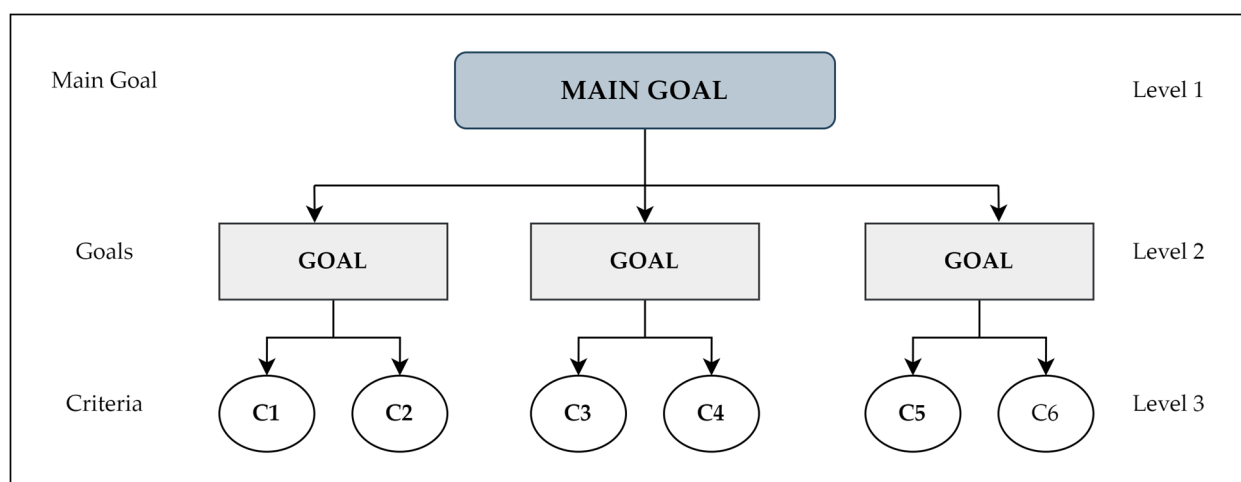 Main Goal
MAIN GOAL
Level 1
Goals
GOAL
GOAL
GOAL
Level 2
Criteria
C1
C2
C3
C4
C5
C6
Level 3